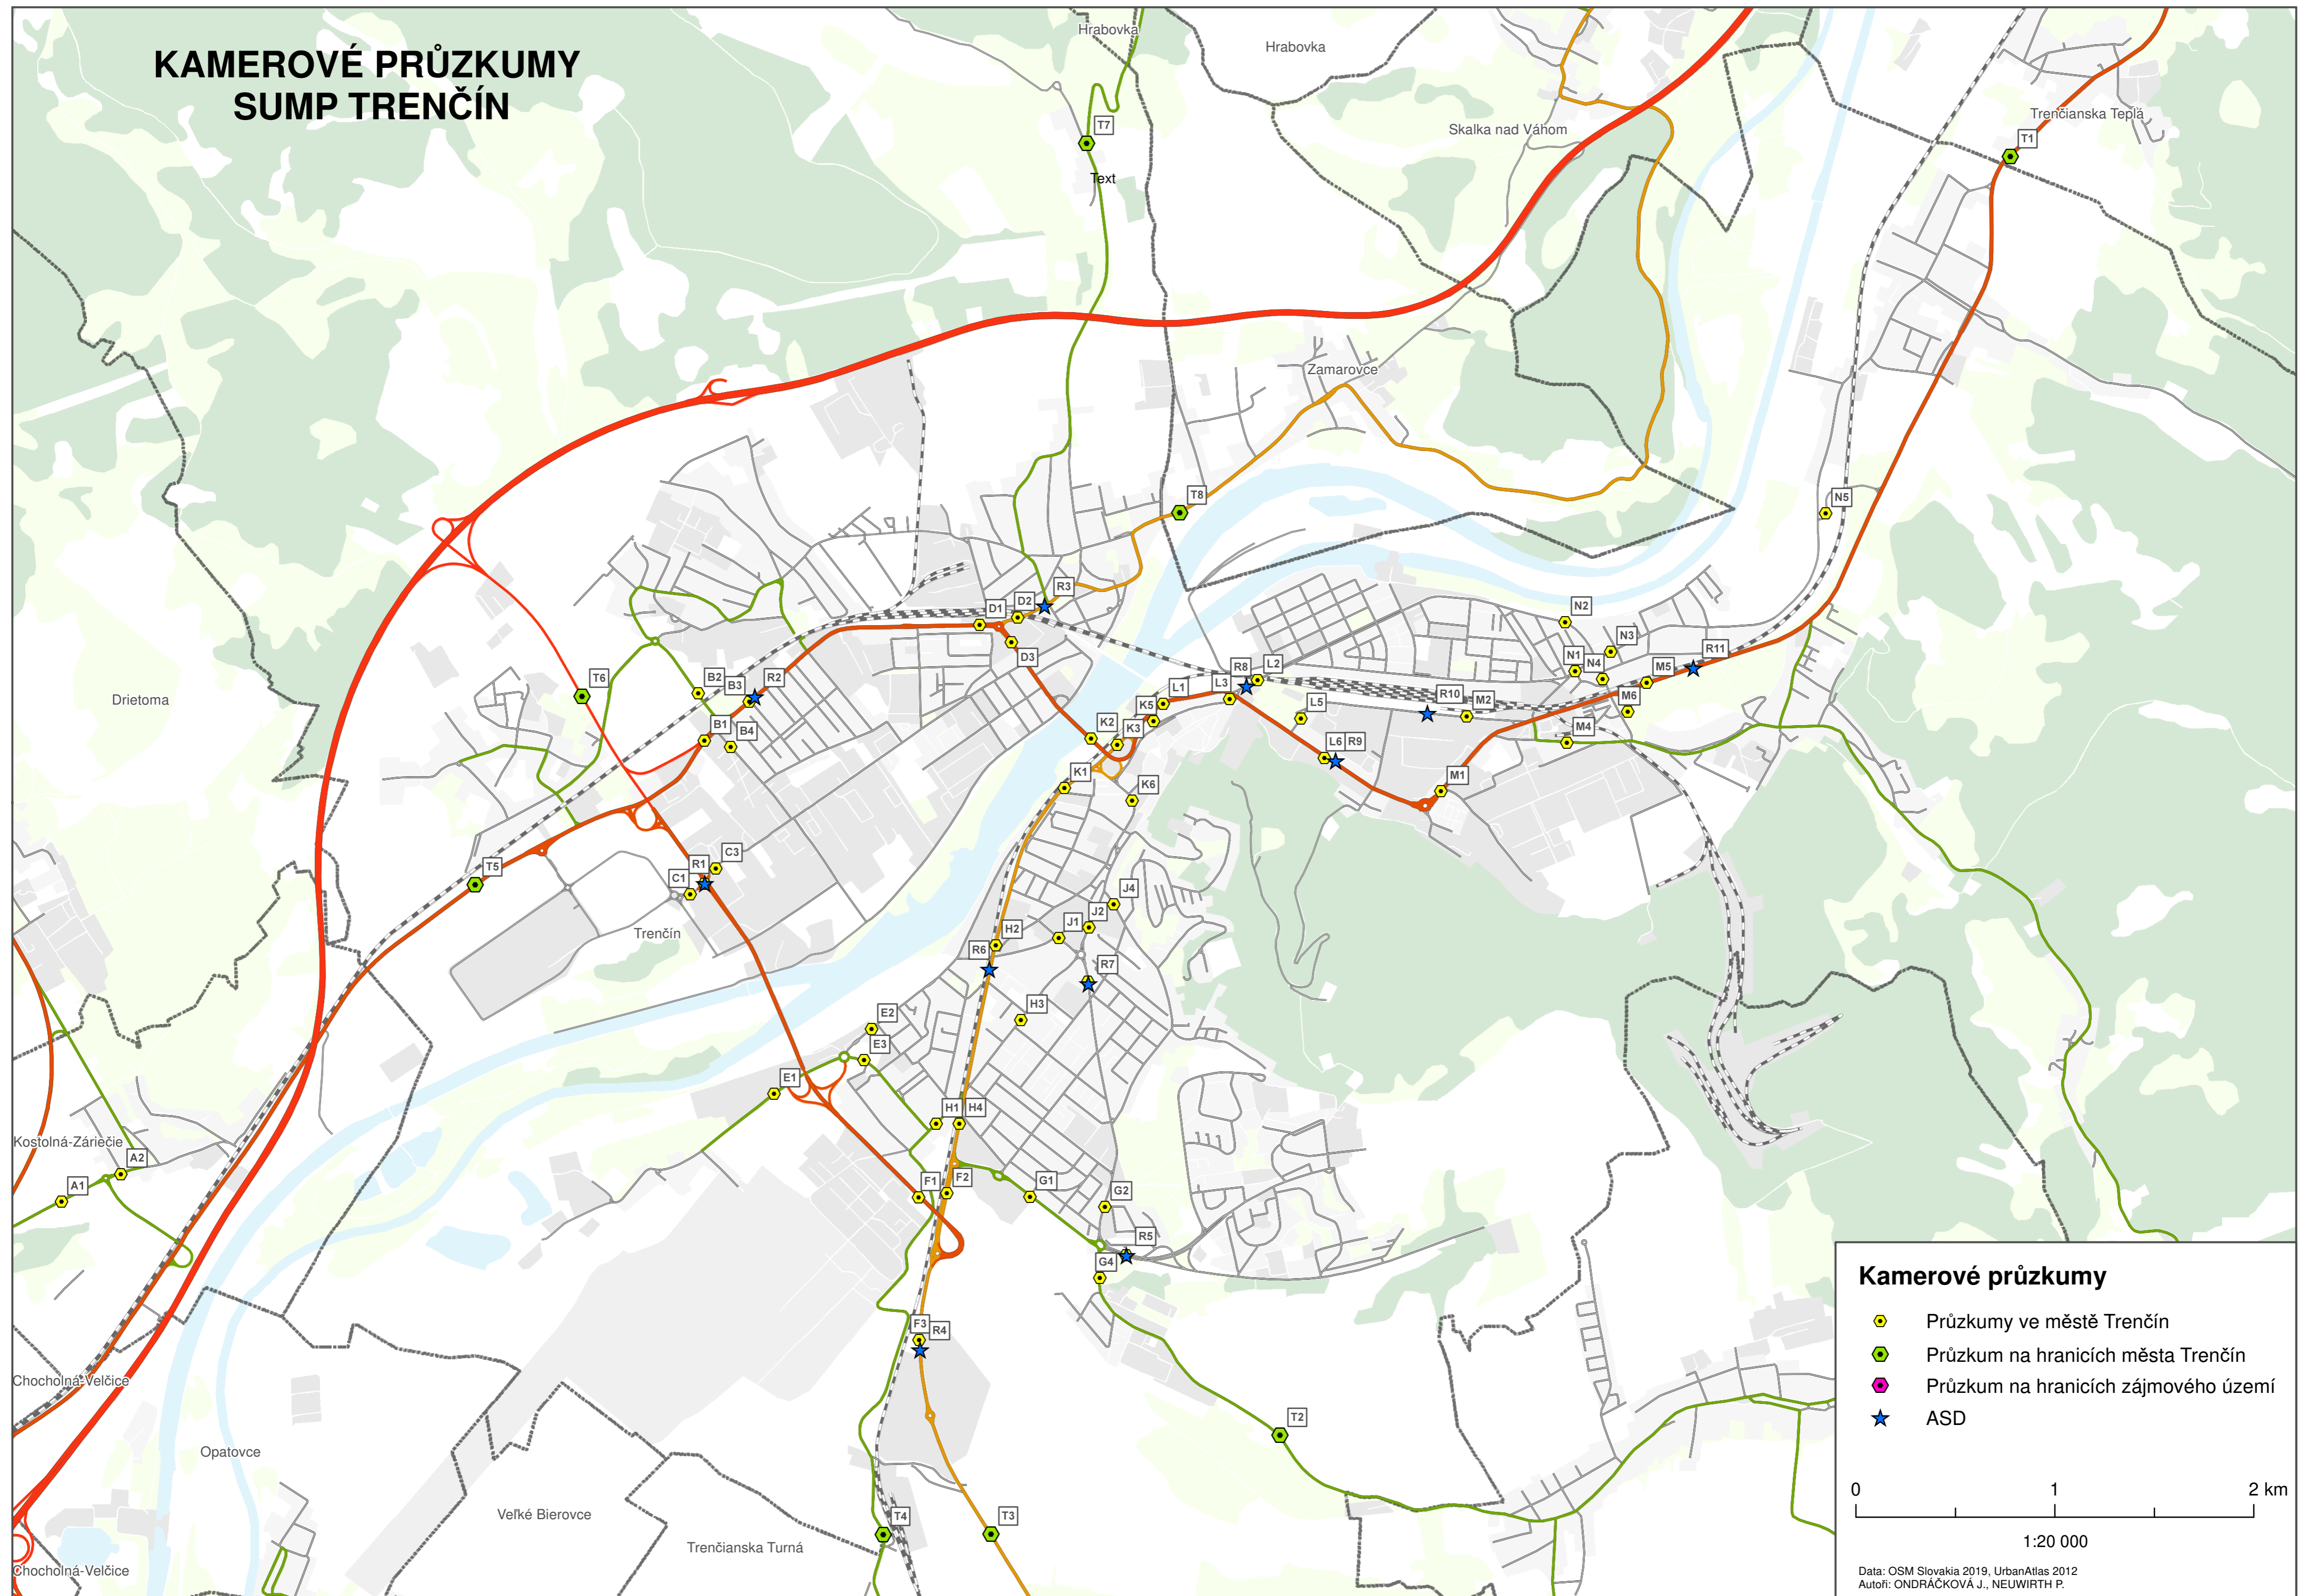 KAMEROVÉ PRŮZKUMY
SUMP TRENČÍN
Hrabovka
Hrabovka
Skalka nad Váhom
Trenčianska Teplá
T7
T1
Text
Zamarovce
T8
N5
R3
D2
D1
D3
N2
N3
N1
N4
M5
R11
M6
M4
R8
L2
L3
L1
K5
L5
R10
M2
L6
R9
M1
K2
K3
K1
K6
T6
B2
B3
R2
B1
B4
Drietoma
T5
R1
C3
C1
Trenčín
J4
J2
J1
H2
R6
R7
H3
E2
E3
E1
H1
H4
Kostolná-Záriečie
A2
A1
F1
F2
G1
G2
R5
G4
F3
R4
Chocholná-Velčice
T2
Opatovce
Veľké Bierovce
T4
T3
Trenčianska Turná
Chocholná-Velčice
Kamerové průzkumy
Průzkumy ve městě Trenčín
Průzkum na hranicích města Trenčín
Průzkum na hranicích zájmového území
ASD
0 1 2 km
1:20 000
Data: OSM Slovakia 2019, UrbanAtlas 2012
Autoři: ONDRÁČKOVÁ J., NEUWIRTH P.